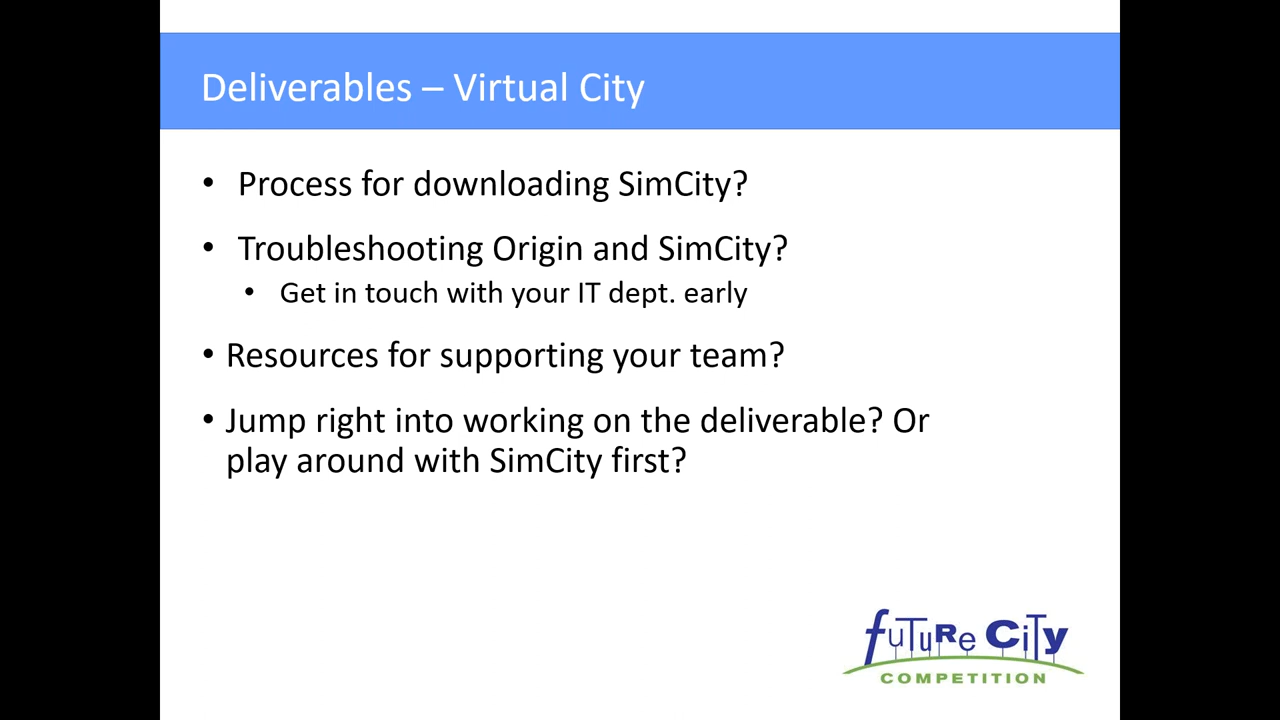 Deliverables – Virtual City
• Process for downloading SimCity?
• Troubleshooting Origin and SimCity?
• Get in touch with your IT dept. early
• Resources for supporting your team?
• Jump right into working on the deliverable? Or
play around with SimCity first?
fuTuRe CiTy
COMPETITION